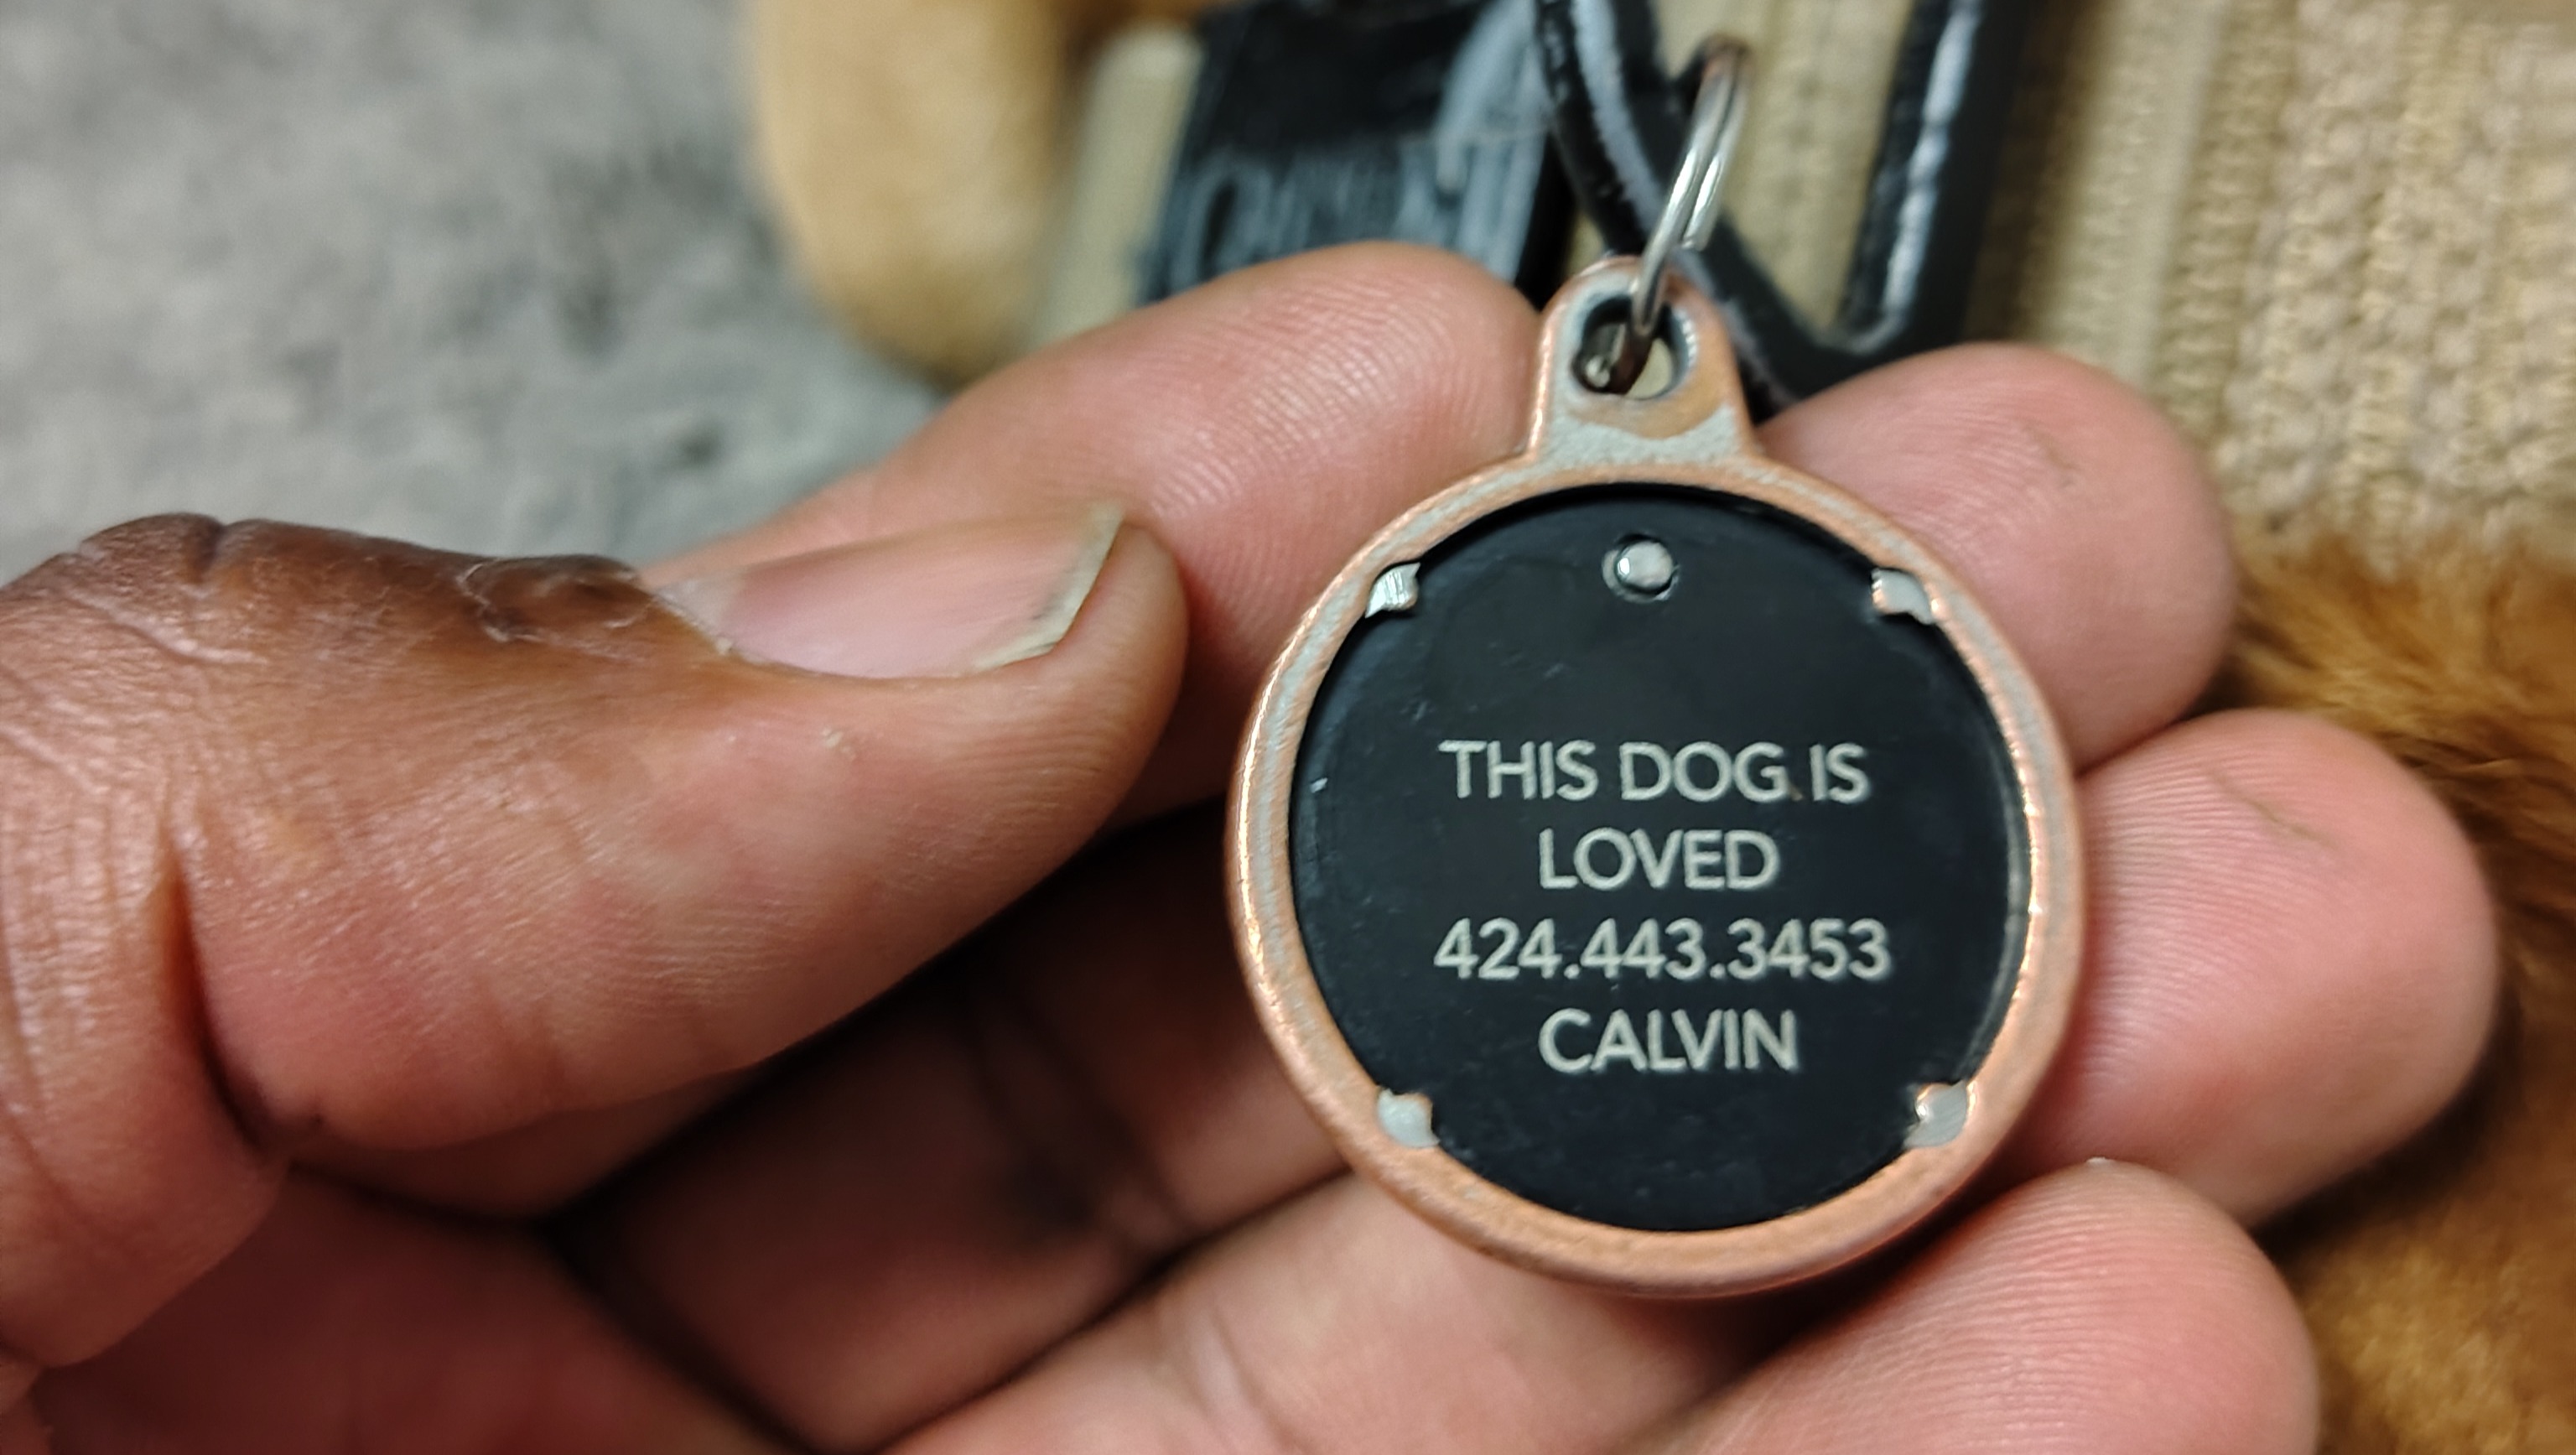 THIS DOG IS
LOVED
424.443.3453
CALVIN